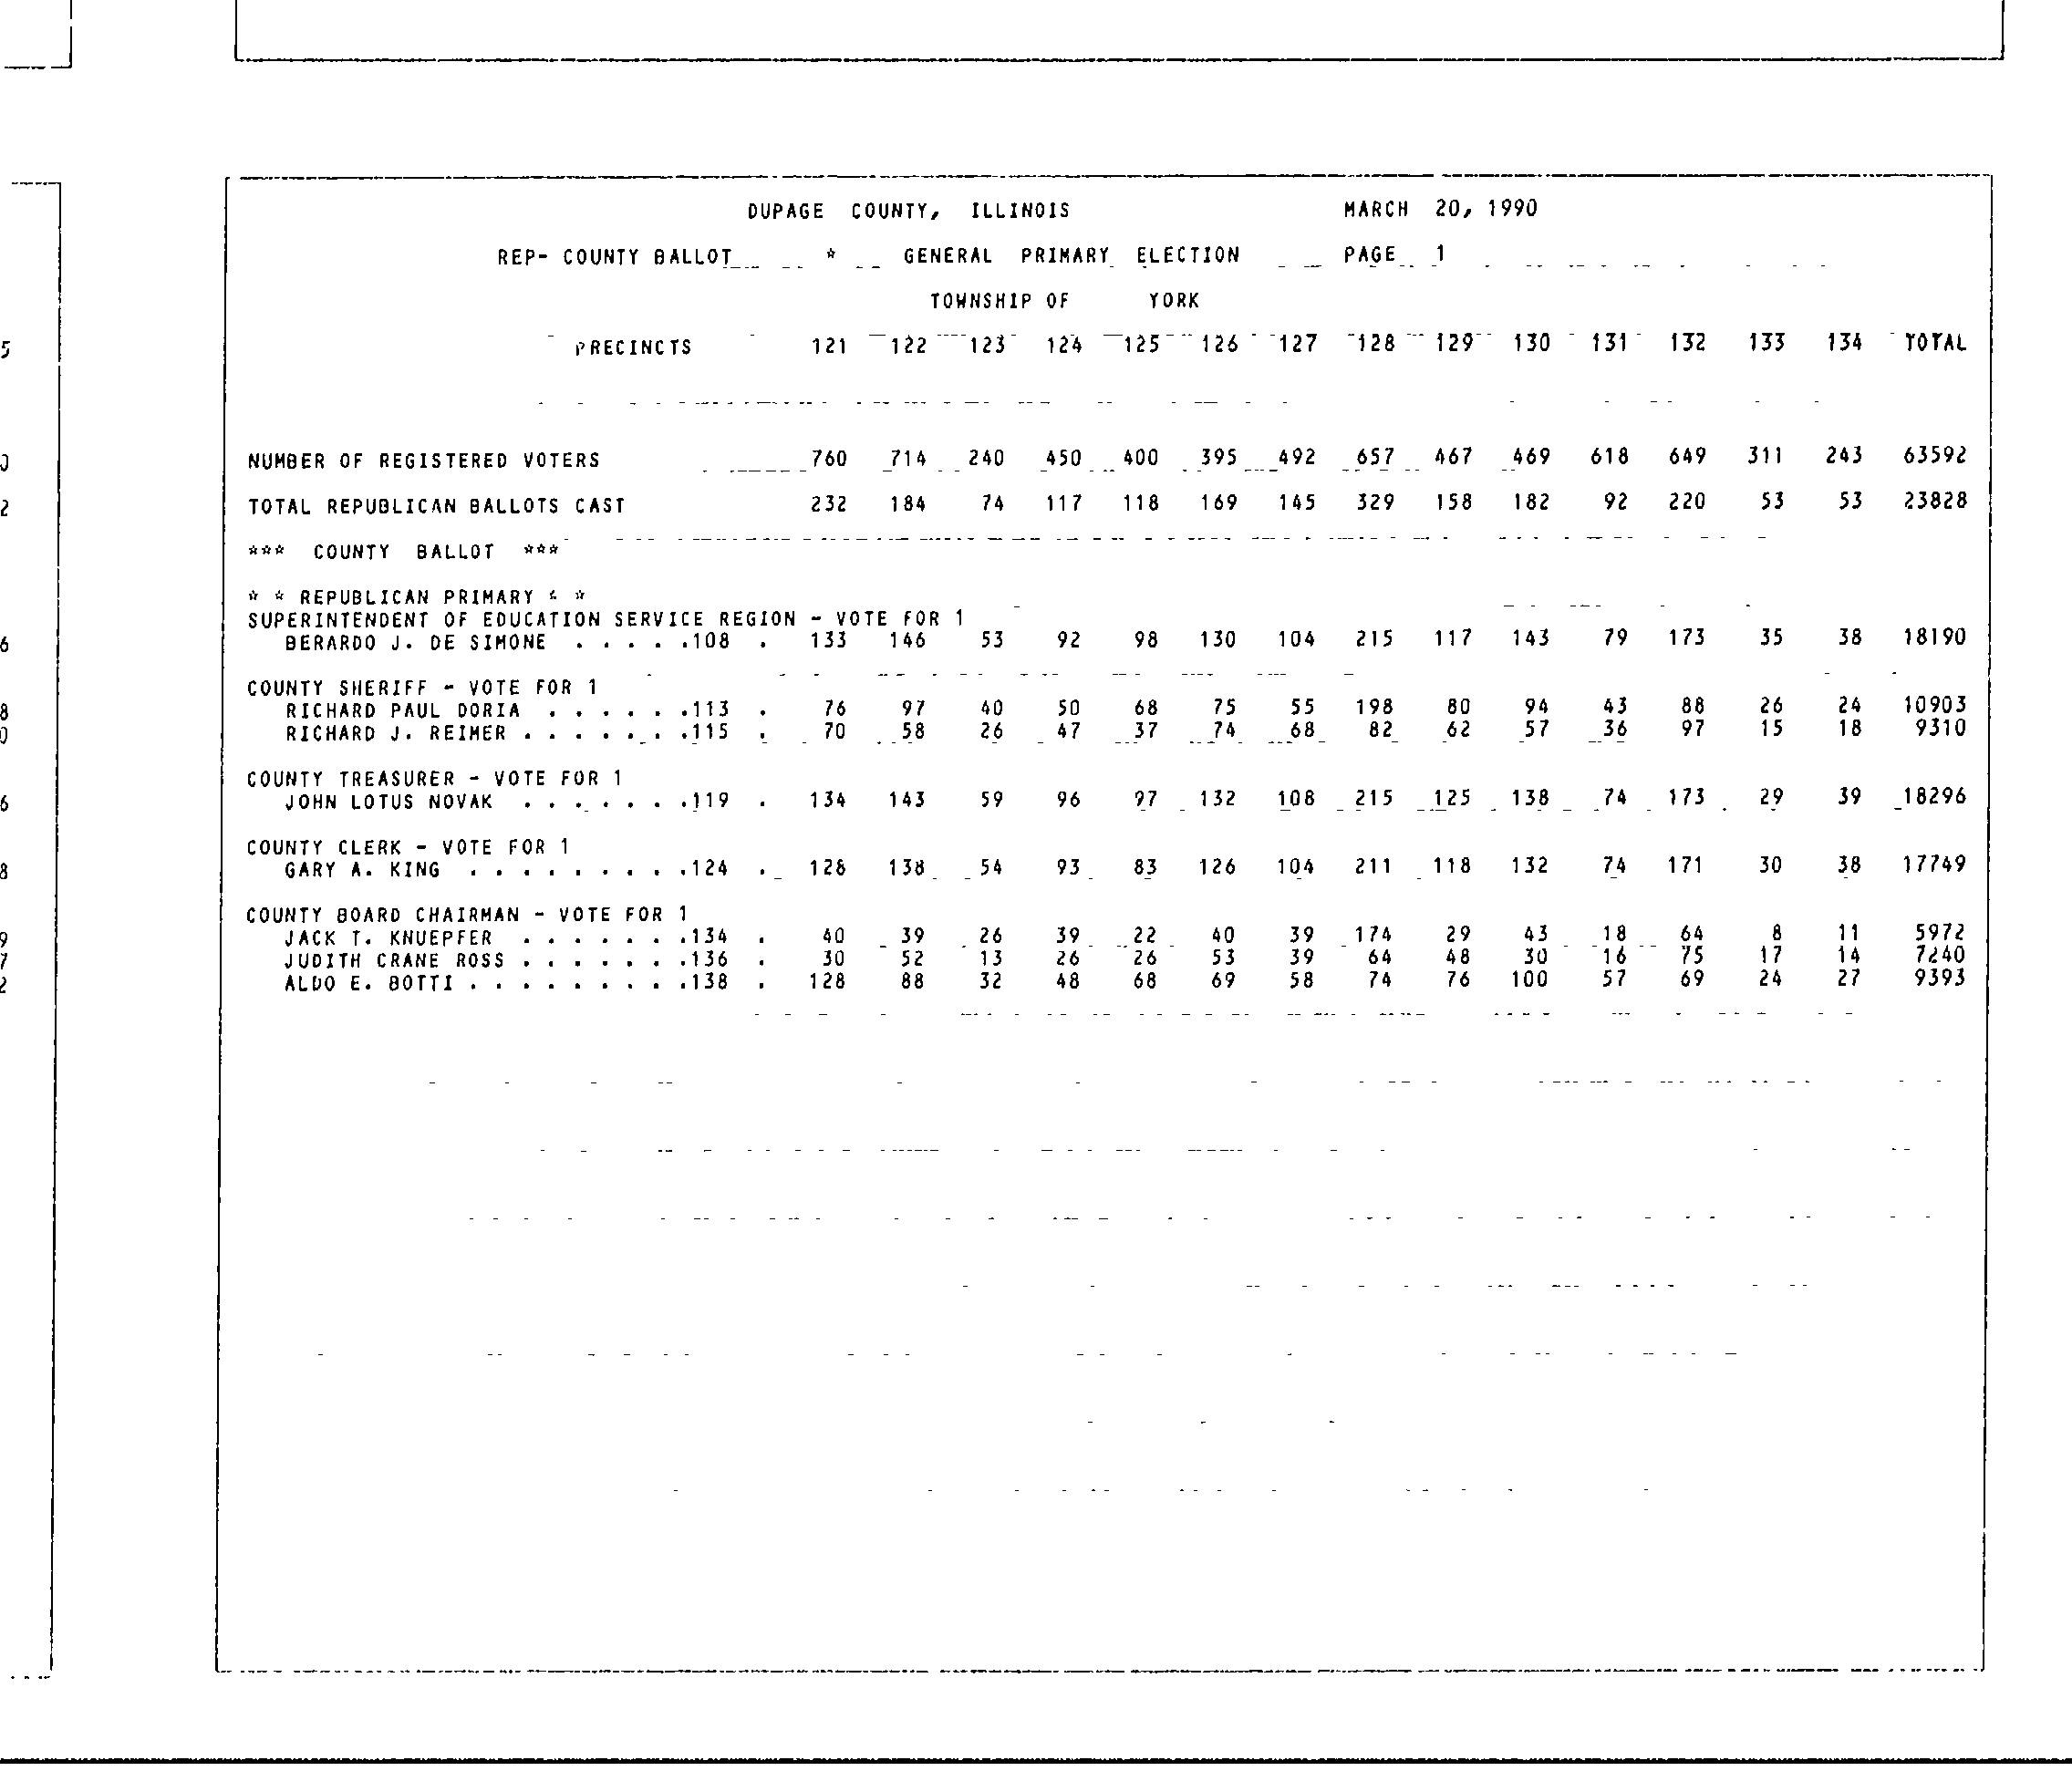 DUPAGE COUNTY, ILLINOIS MARCH 20, 1990
REP- COUNTY BALLOT * GENERAL PRIMARY ELECTION PAGE 1
TOWNSHIP OF YORK
PRECINCTS 121 122 123 124 125 126 127 128 129 130 131 132 133 134 TOTAL
NUMBER OF REGISTERED VOTERS 760 714 240 450 400 395 492 657 467 469 618 649 311 243 63592
TOTAL REPUBLICAN BALLOTS CAST 232 184 74 117 118 169 145 329 158 182 92 220 53 53 23828
*** COUNTY BALLOT ***
* * REPUBLICAN PRIMARY * *
SUPERINTENDENT OF EDUCATION SERVICE REGION - VOTE FOR 1
BERARDO J. DE SIMONE . . . . .108 . 133 146 53 92 98 130 104 215 117 143 79 173 35 38 18190
COUNTY SHERIFF - VOTE FOR 1
RICHARD PAUL DORIA . . . . . .113 . 76 97 40 50 68 75 55 198 80 94 43 88 26 24 10903
RICHARD J. REIMER . . . . . . .115 . 70 58 26 47 37 74 68 82 62 57 36 97 15 18 9310
COUNTY TREASURER - VOTE FOR 1
JOHN LOTUS NOVAK . . . . . . .119 . 134 143 59 96 97 132 108 215 125 138 74 173 29 39 18296
COUNTY CLERK - VOTE FOR 1
GARY A. KING . . . . . . . . .124 . 128 138 54 93 83 126 104 211 118 132 74 171 30 38 17749
COUNTY BOARD CHAIRMAN - VOTE FOR 1
JACK T. KNUEPFER . . . . . . .134 . 40 39 26 39 22 40 39 174 29 43 18 64 8 11 5972
JUDITH CRANE ROSS . . . . . . .136 . 30 52 13 26 26 53 39 64 48 30 16 75 17 14 7240
ALDO E. BOTTI . . . . . . . . .138 . 128 88 32 48 68 69 58 74 76 100 57 69 24 27 9393